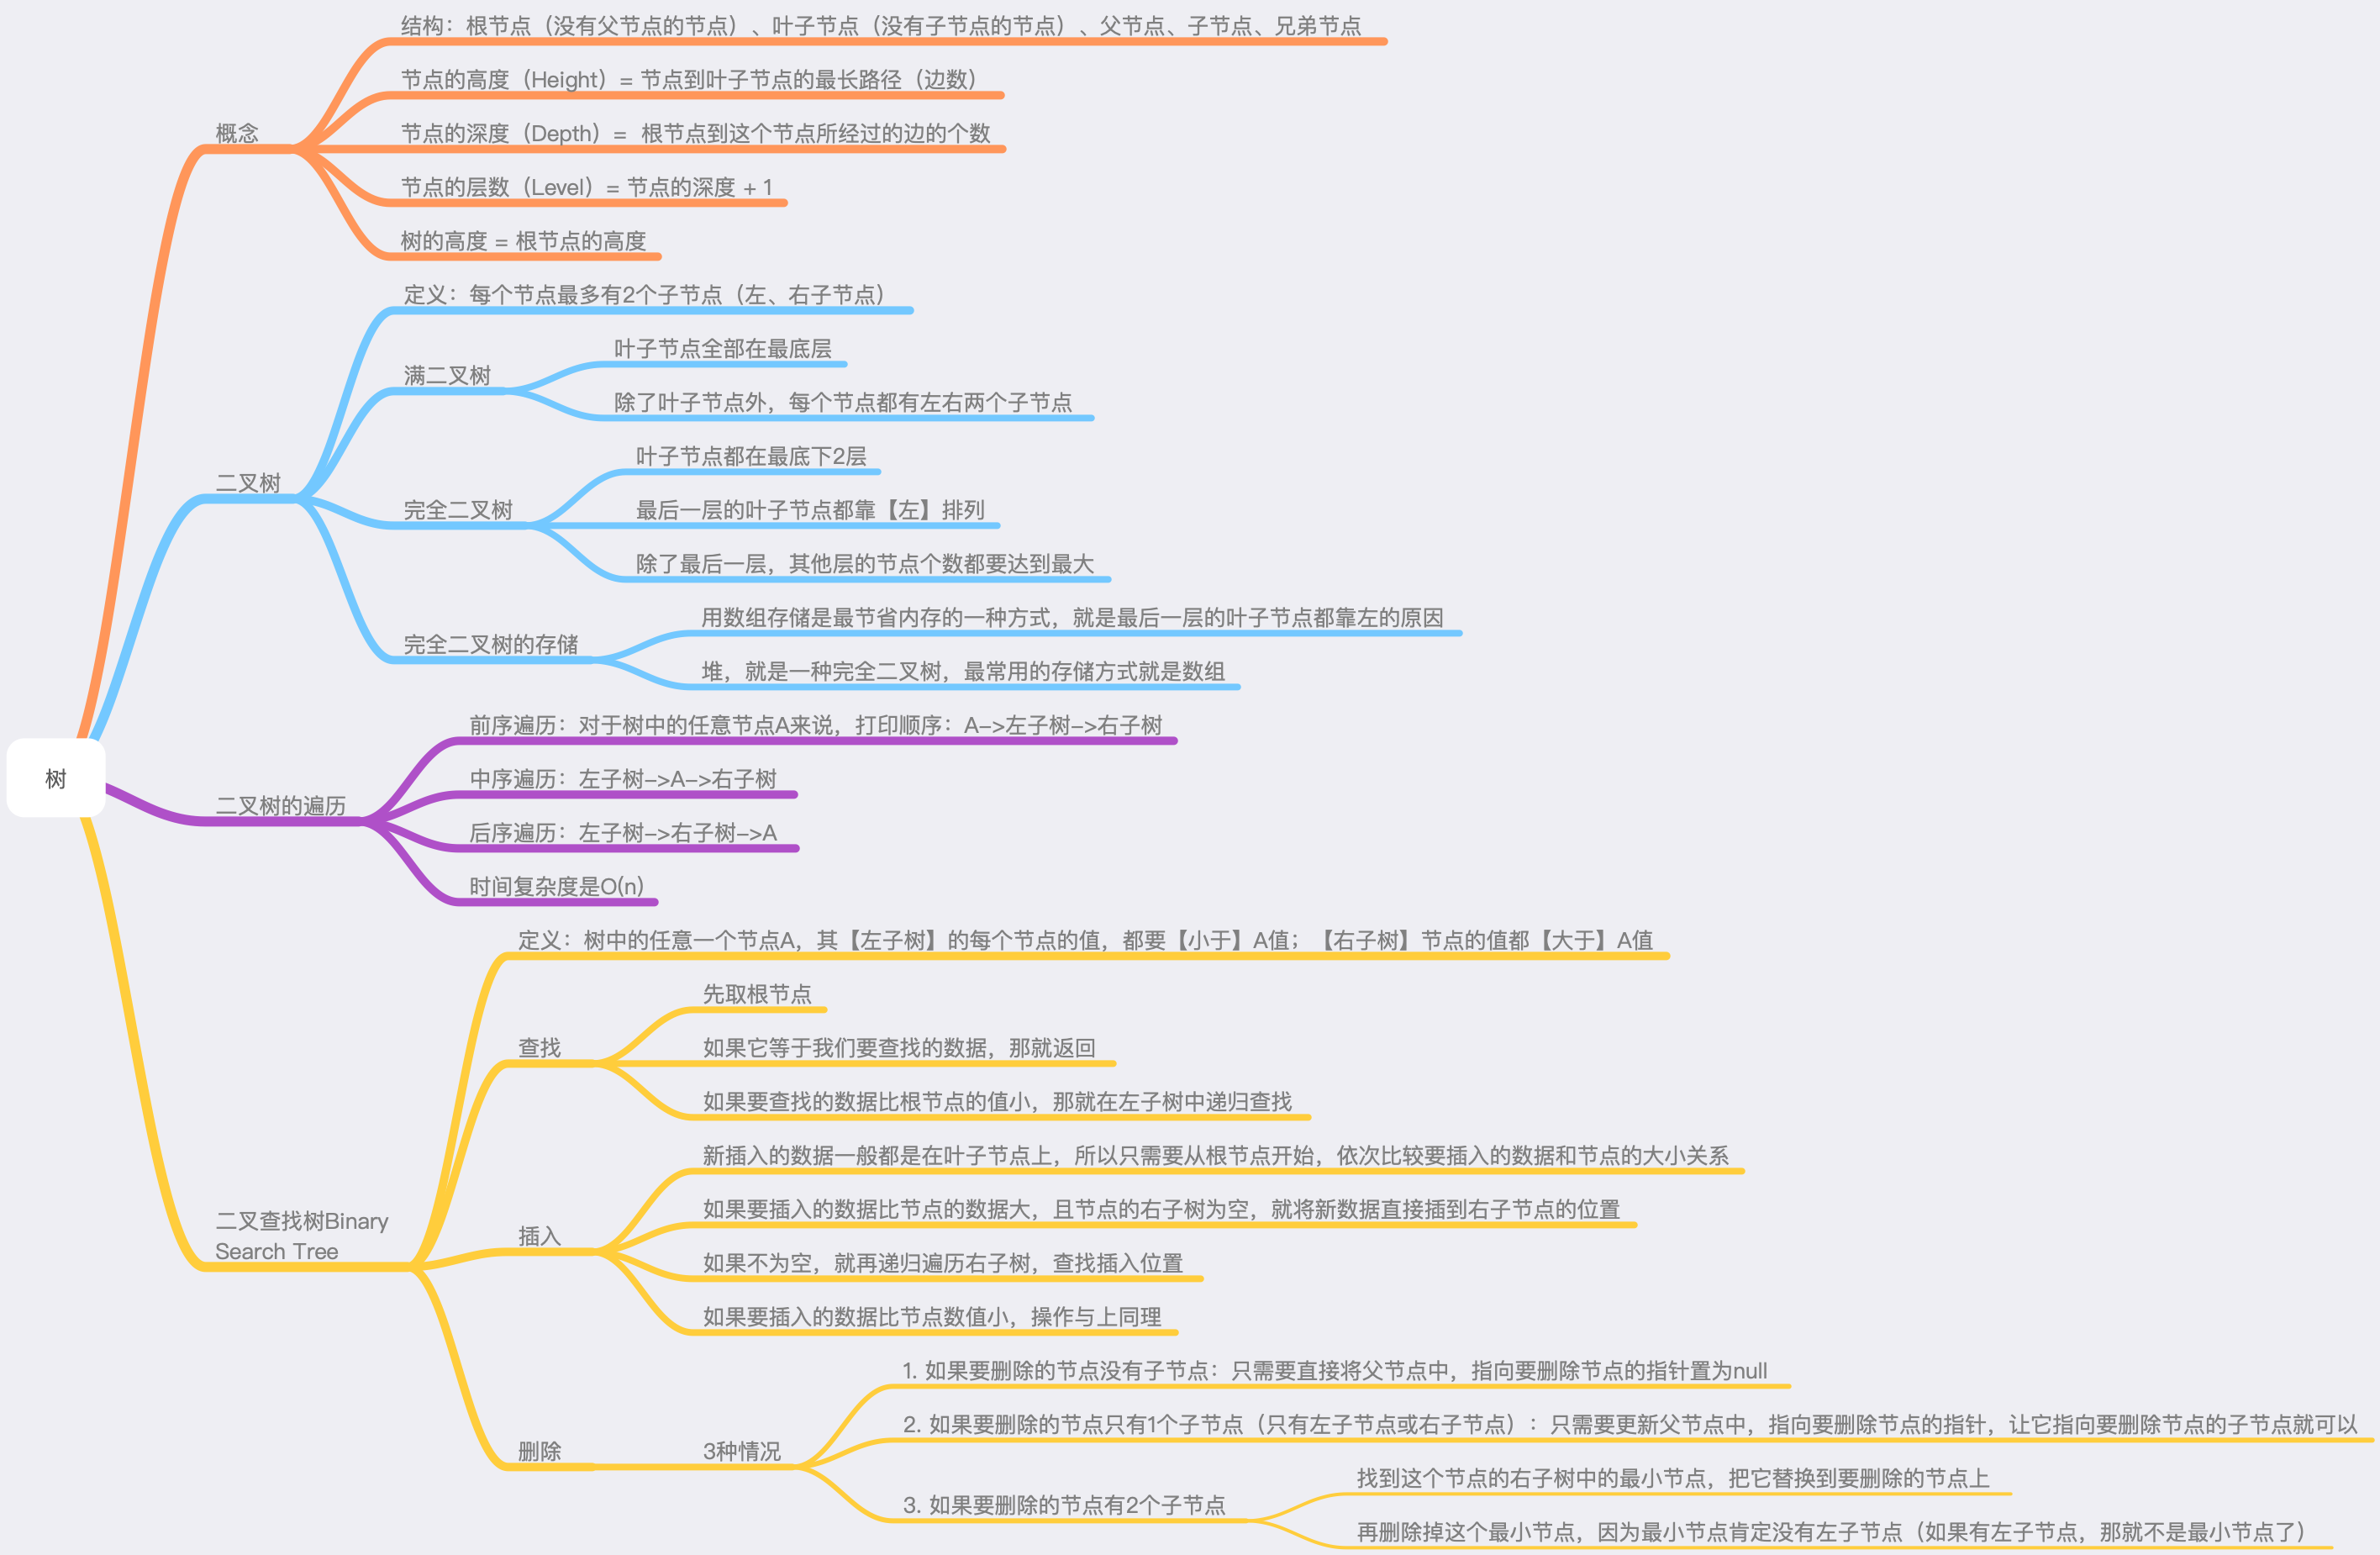 树
概念
结构：根节点（没有父节点的节点）、叶子节点（没有子节点的节点）、父节点、子节点、兄弟节点
节点的高度（Height）= 节点到叶子节点的最长路径（边数）
节点的深度（Depth）= 根节点到这个节点所经过的边的个数
节点的层数（Level）= 节点的深度 + 1
树的高度 = 根节点的高度
二叉树
定义：每个节点最多有2个子节点（左、右子节点）
满二叉树
叶子节点全部在最底层
除了叶子节点外，每个节点都有左右两个子节点
完全二叉树
叶子节点都在最底下2层
最后一层的叶子节点都靠【左】排列
除了最后一层，其他层的节点个数都要达到最大
完全二叉树的存储
用数组存储是最节省内存的一种方式，就是最后一层的叶子节点都靠左的原因
堆，就是一种完全二叉树，最常用的存储方式就是数组
二叉树的遍历
前序遍历：对于树中的任意节点A来说，打印顺序：A->左子树->右子树
中序遍历：左子树->A->右子树
后序遍历：左子树->右子树->A
时间复杂度是O(n)
二叉查找树Binary
Search Tree
定义：树中的任意一个节点A，其【左子树】的每个节点的值，都要【小于】A值；【右子树】节点的值都【大于】A值
查找
先取根节点
如果它等于我们要查找的数据，那就返回
如果要查找的数据比根节点的值小，那就在左子树中递归查找
插入
新插入的数据一般都是在叶子节点上，所以只需要从根节点开始，依次比较要插入的数据和节点的大小关系
如果要插入的数据比节点的数据大，且节点的右子树为空，就将新数据直接插到右子节点的位置
如果不为空，就再递归遍历右子树，查找插入位置
如果要插入的数据比节点数值小，操作与上同理
删除
3种情况
1. 如果要删除的节点没有子节点：只需要直接将父节点中，指向要删除节点的指针置为null
2. 如果要删除的节点只有1个子节点（只有左子节点或右子节点）：只需要更新父节点中，指向要删除节点的指针，让它指向要删除节点的子节点就可以
3. 如果要删除的节点有2个子节点
找到这个节点的右子树中的最小节点，把它替换到要删除的节点上
再删除掉这个最小节点，因为最小节点肯定没有左子节点（如果有左子节点，那就不是最小节点了）